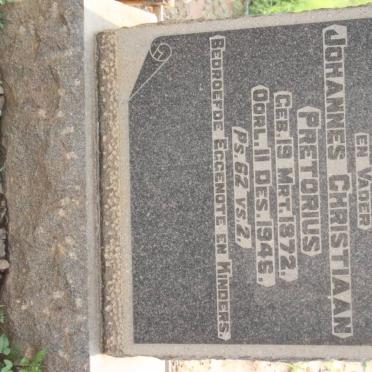 EN VADER
JOHANNES CHRISTIAAN
PRETORIUS
GEB. 19 MRT. 1872.
OORL. 11 DES. 1946.
PS. 62 VS. 2.
BEDROEFDE EGGENOTE EN KINDERS.